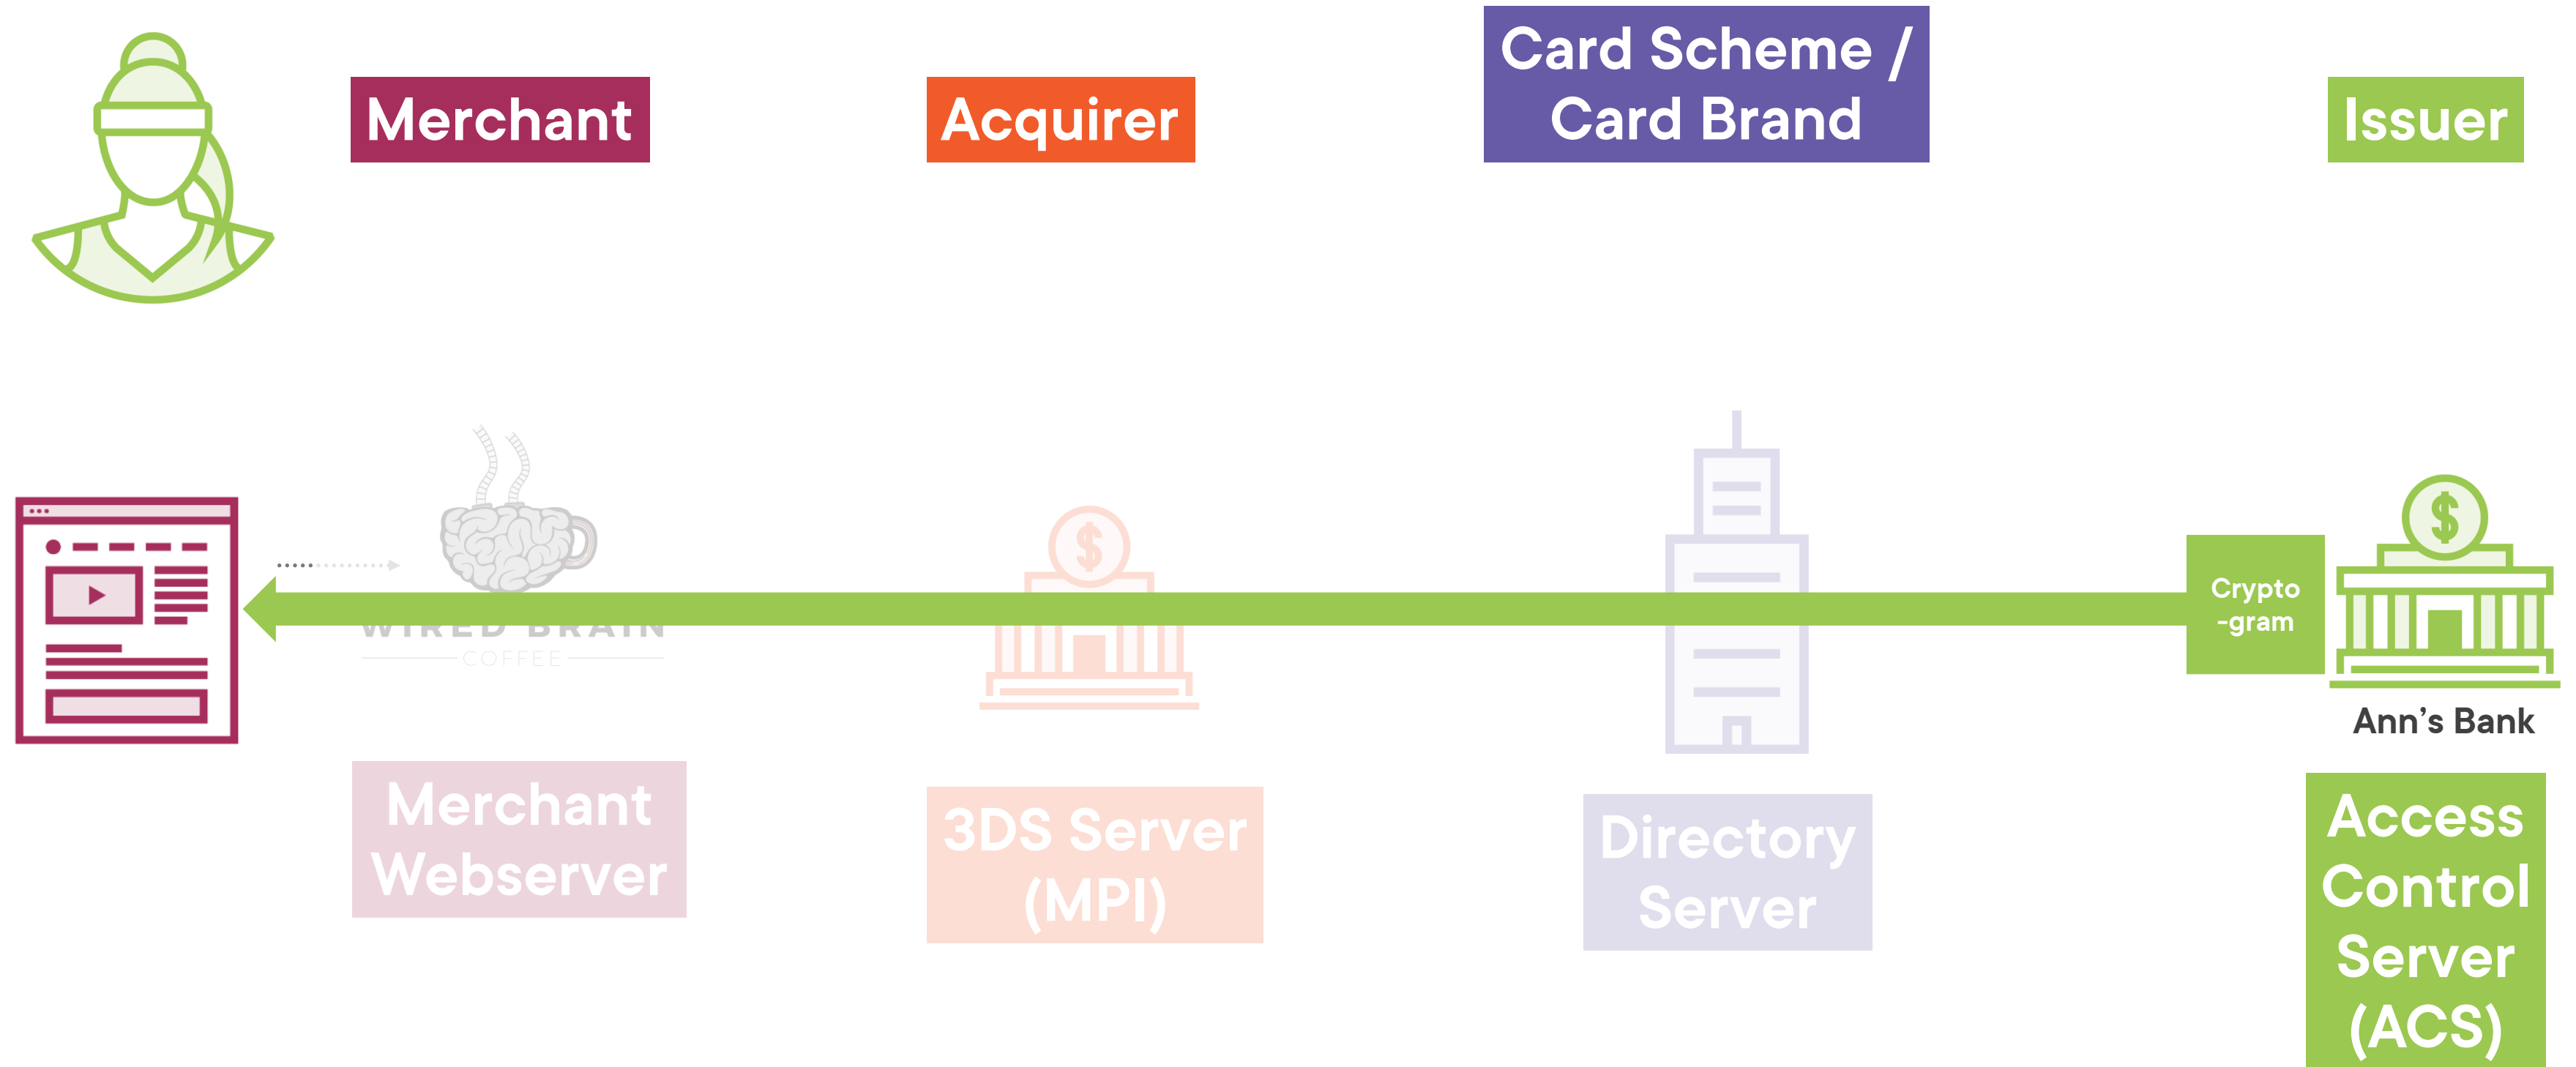 Merchant
Acquirer
Card Scheme /
Card Brand
Issuer
$
$
Crypto
-gram
WIRED BRAIN
COFFEE
Ann's Bank
Merchant
Webserver
3DS Server
(MPI)
Directory
Server
Access
Control
Server
(ACS)